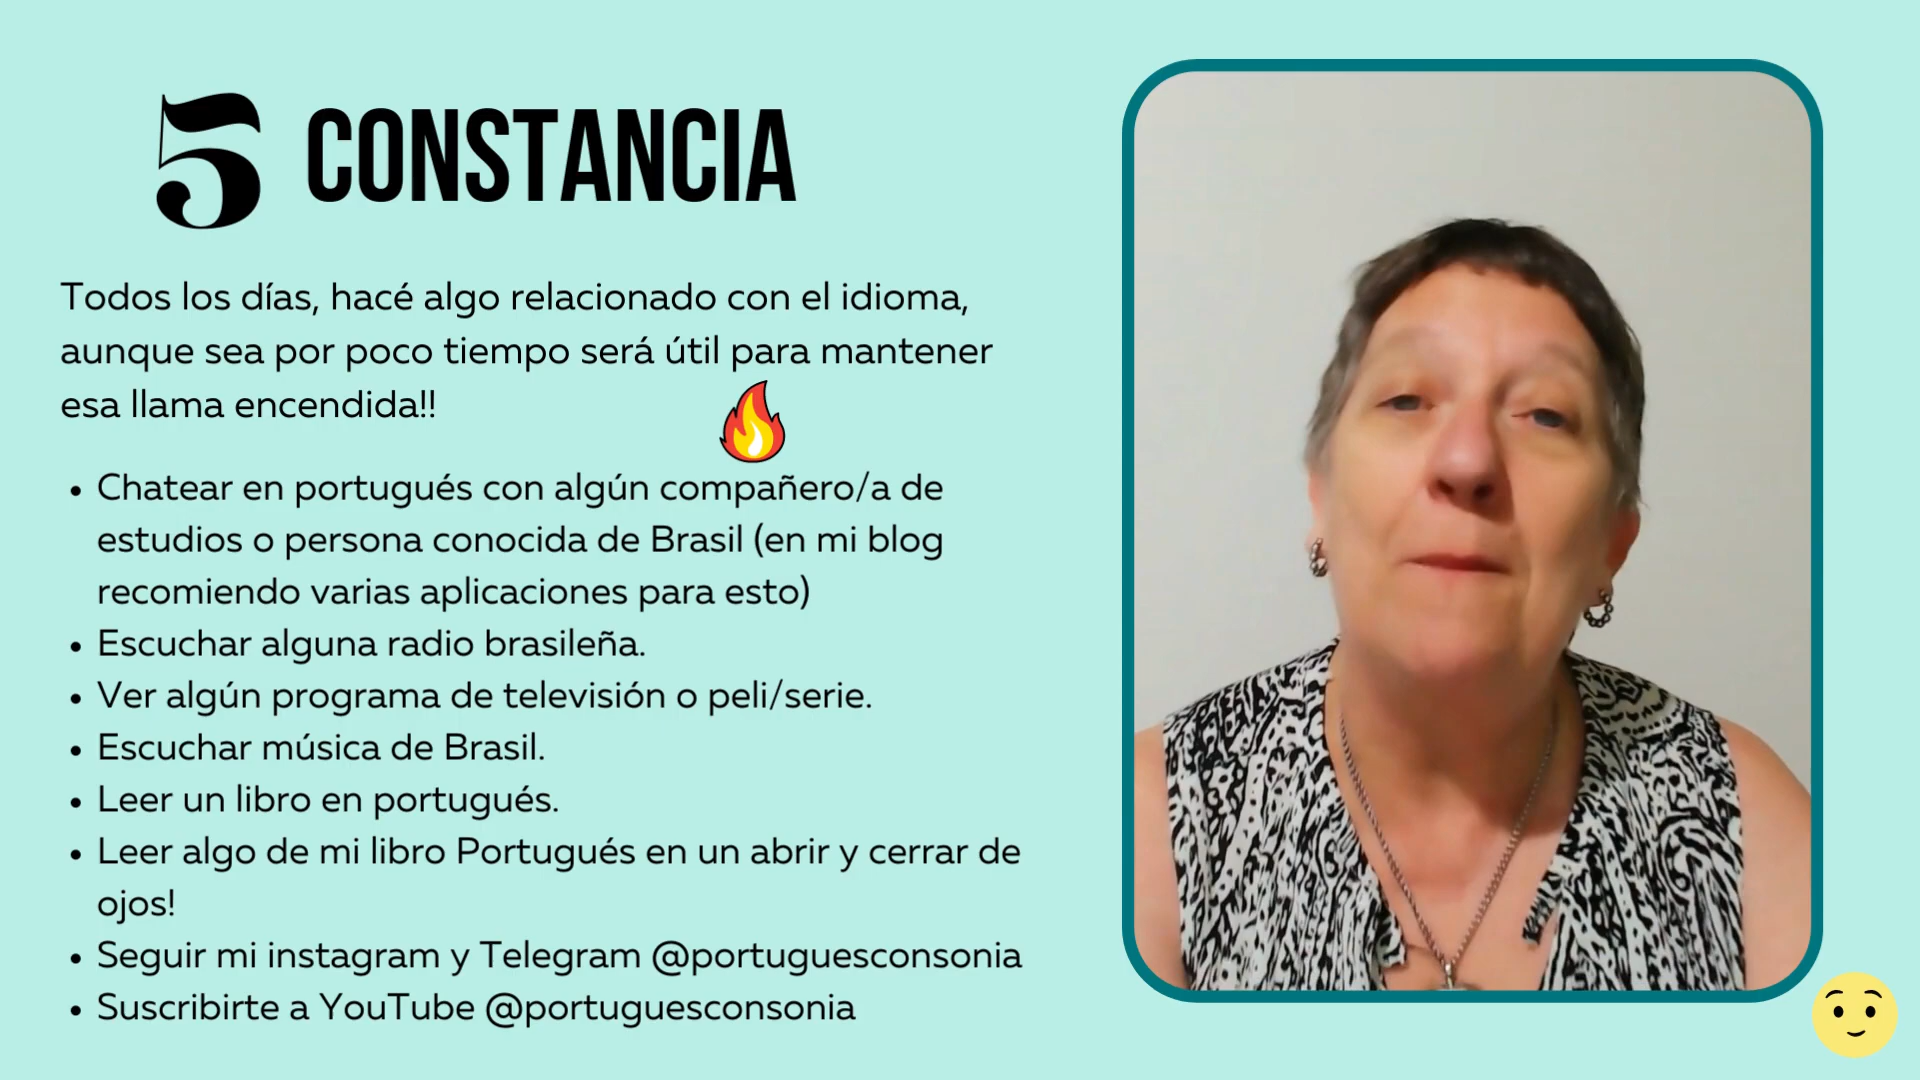 5 CONSTANCIA
Todos los días, hacé algo relacionado con el idioma,
aunque sea por poco tiempo será útil para mantener
esa llama encendida!!
• Chatear en portugués con algún compañero/a de
estudios o persona conocida de Brasil (en mi blog
recomiendo varias aplicaciones para esto)
• Escuchar alguna radio brasileña.
• Ver algún programa de televisión o peli/serie.
• Escuchar música de Brasil.
• Leer un libro en portugués.
• Leer algo de mi libro Portugués en un abrir y cerrar de
ojos!
• Seguir mi instagram y Telegram @portuguesconsonia
• Suscribirte a YouTube @portuguesconsonia